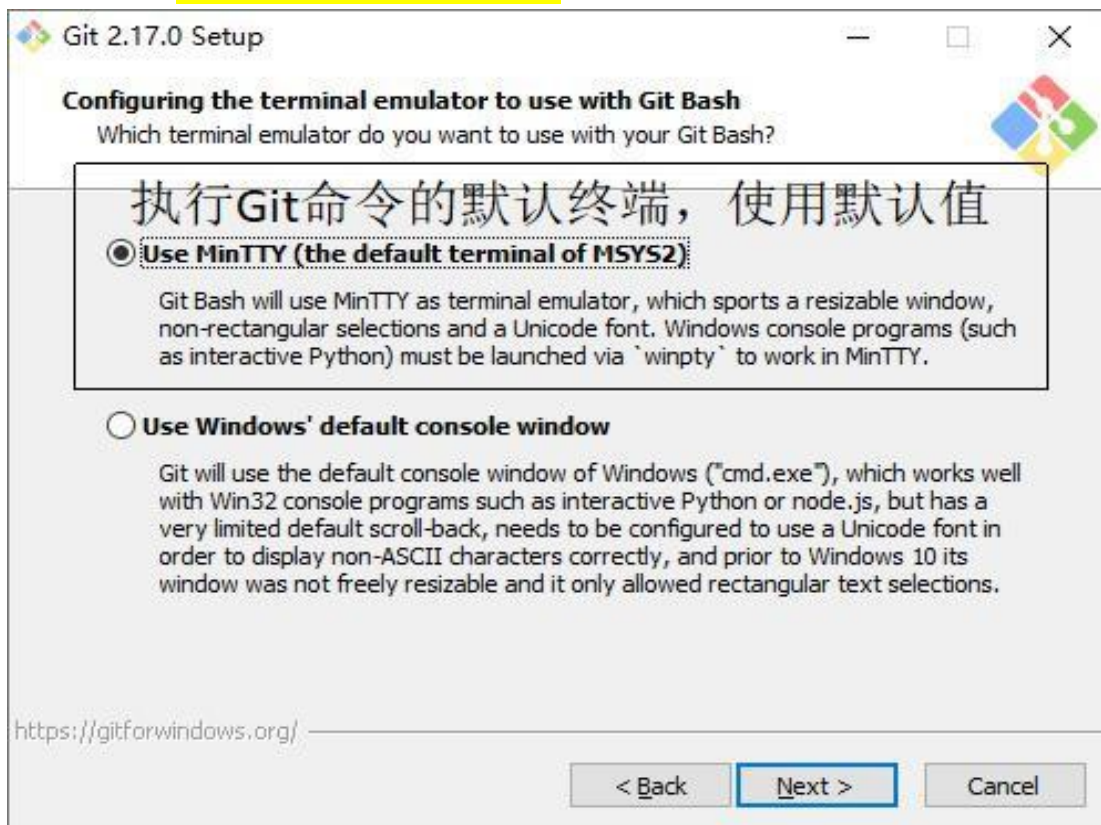 Git 2.17.0 Setup
Configuring the terminal emulator to use with Git Bash
Which terminal emulator do you want to use with your Git Bash?
执行Git命令的默认终端，使用默认值
Use MinTTY (the default terminal of MSYS2)
Git Bash will use MinTTY as terminal emulator, which sports a resizable window,
non-rectangular selections and a Unicode font. Windows console programs (such
as interactive Python) must be launched via `winpty` to work in MinTTY.
Use Windows' default console window
Git will use the default console window of Windows ("cmd.exe"), which works well
with Win32 console programs such as interactive Python or node.js, but has a
very limited default scroll-back, needs to be configured to use a Unicode font in
order to display non-ASCII characters correctly, and prior to Windows 10 its
window was not freely resizable and it only allowed rectangular text selections.
https://gitforwindows.org/
< Back
Next >
Cancel